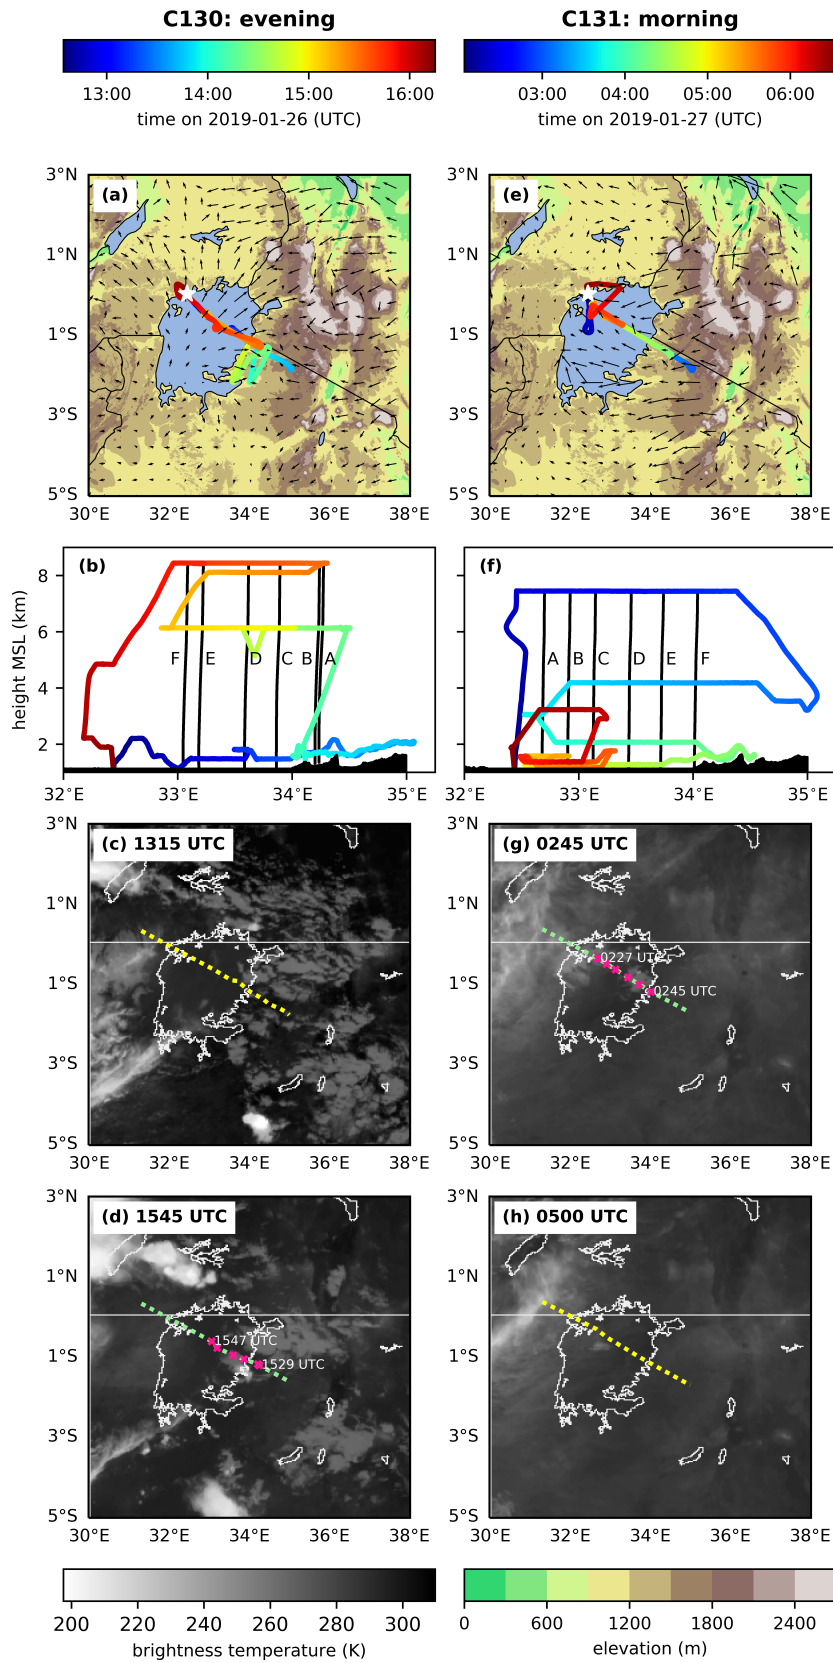 C130: evening
C131: morning
13:00 14:00 15:00 16:00
03:00 04:00 05:00 06:00
time on 2019-01-26 (UTC)
time on 2019-01-27 (UTC)
(a)
3°N
1°N
1°S
3°S
5°S
30°E 32°E 34°E 36°E 38°E
(e)
3°N
1°N
1°S
3°S
5°S
30°E 32°E 34°E 36°E 38°E
(b)
height MSL (km)
8
6
4
2
F E D C B A
32°E 33°E 34°E 35°E
(f)
A B C D E F
32°E 33°E 34°E 35°E
(c) 1315 UTC
3°N
1°N
1°S
3°S
5°S
30°E 32°E 34°E 36°E 38°E
(g) 0245 UTC
3°N
1°N
1°S
3°S
5°S
0227 UTC
0245 UTC
30°E 32°E 34°E 36°E 38°E
(d) 1545 UTC
3°N
1°N
1°S
3°S
5°S
1547 UTC
1529 UTC
30°E 32°E 34°E 36°E 38°E
(h) 0500 UTC
3°N
1°N
1°S
3°S
5°S
30°E 32°E 34°E 36°E 38°E
200 220 240 260 280 300
brightness temperature (K)
0 600 1200 1800 2400
elevation (m)